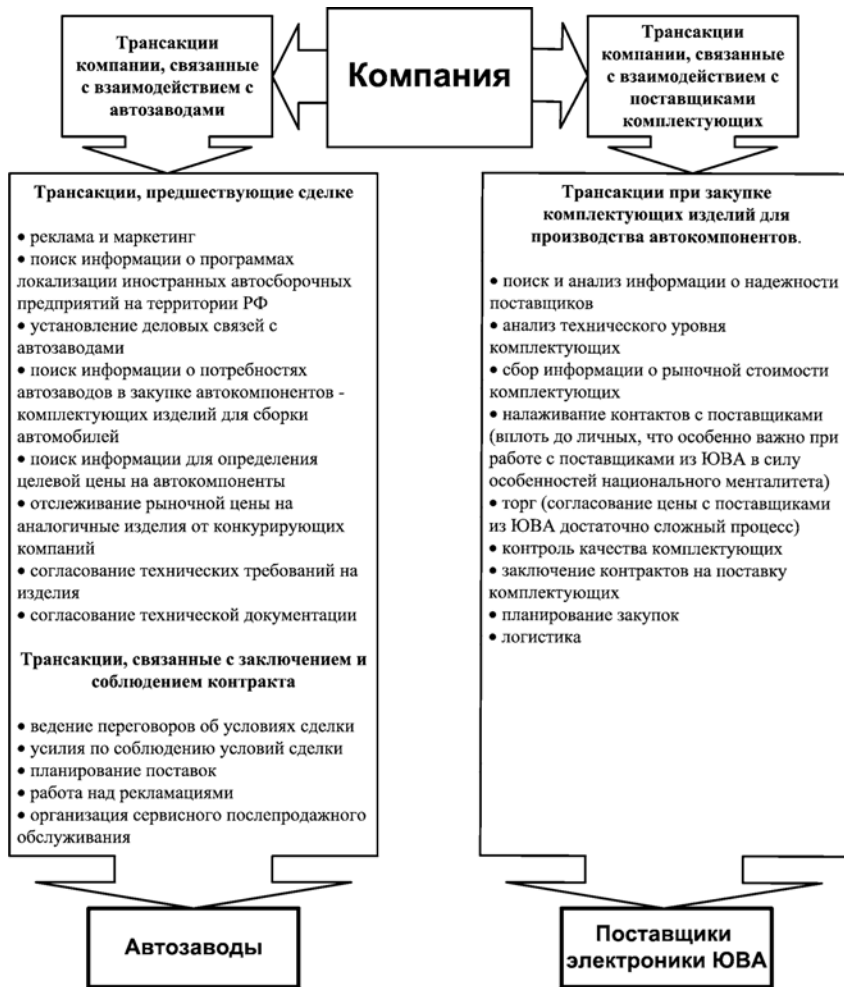 Компания
Трансакции
компании, связанные
с взаимодействием с
автозаводами
Трансакции
компании, связанные
с взаимодействием с
поставщиками
комплектующих
Трансакции, предшествующие сделке
• реклама и маркетинг
• поиск информации о программах
локализации иностранных автосборочных
предприятий на территории РФ
• установление деловых связей с
автозаводами
• поиск информации о потребностях
автозаводов в закупке автокомпонентов -
комплектующих изделий для сборки
автомобилей
• поиск информации для определения
целевой цены на автокомпоненты
• отслеживание рыночной цены на
аналогичные изделия от конкурирующих
компаний
• согласование технических требований на
изделия
• согласование технической документации
Трансакции, связанные с заключением и
соблюдением контракта
• ведение переговоров об условиях сделки
• усилия по соблюдению условий сделки
• планирование поставок
• работа над рекламациями
• организация сервисного послепродажного
обслуживания
Трансакции при закупке
комплектующих изделий для
производства автокомпонентов.
• поиск и анализ информации о надежности
поставщиков
• анализ технического уровня
комплектующих
• сбор информации о рыночной стоимости
комплектующих
• налаживание контактов с поставщиками
(вплоть до личных, что особенно важно при
работе с поставщиками из ЮВА в силу
особенностей национального менталитета)
• торг (согласование цены с поставщиками
из ЮВА достаточно сложный процесс)
• контроль качества комплектующих
• заключение контрактов на поставку
комплектующих
• планирование закупок
• логистика
Автозаводы
Поставщики
электроники ЮВА